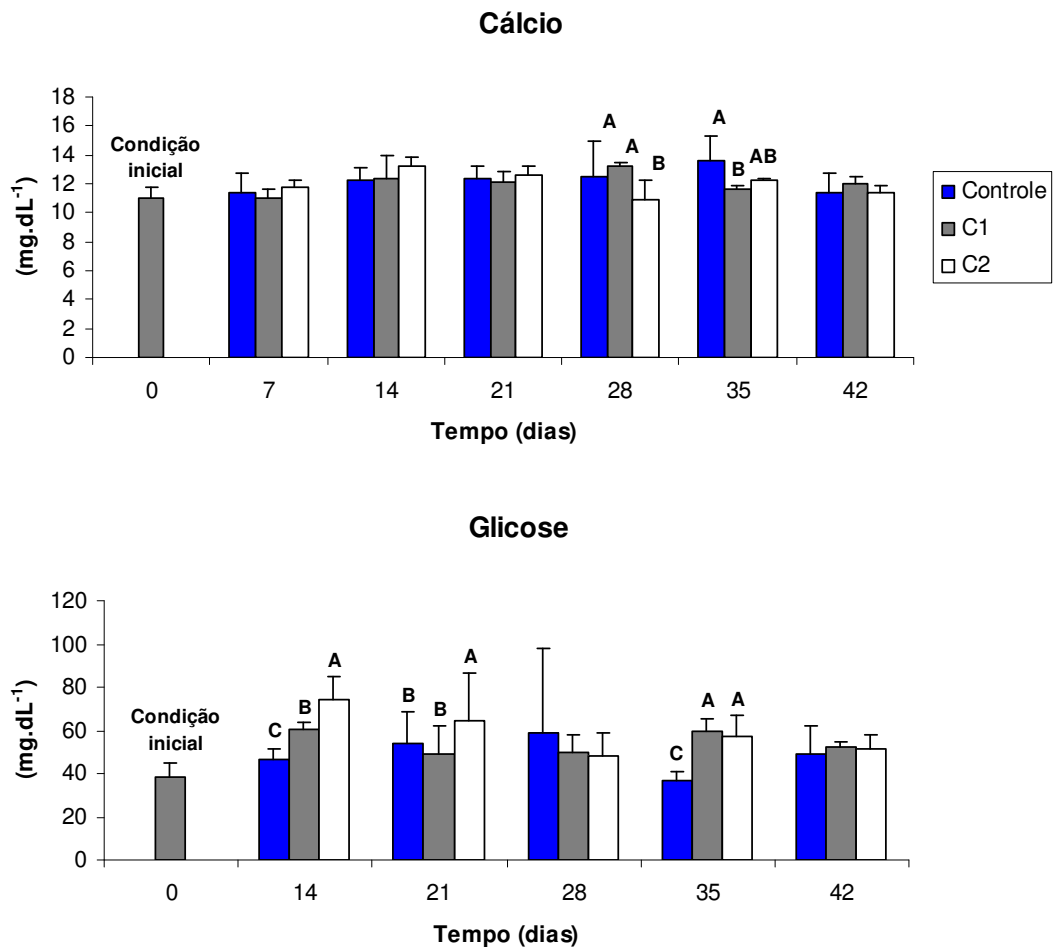 Cálcio
18
16
14
12
10
8
6
4
2
0
(mg.dL-1)
Condição
inicial
A
A
B
A
B
AB
Controle
C1
C2
0 7 14 21 28 35 42
Tempo (dias)
Glicose
120
100
80
60
40
20
0
(mg.dL-1)
Condição
inicial
C
B
A
B
B
A
C
A
A
0 14 21 28 35 42
Tempo (dias)